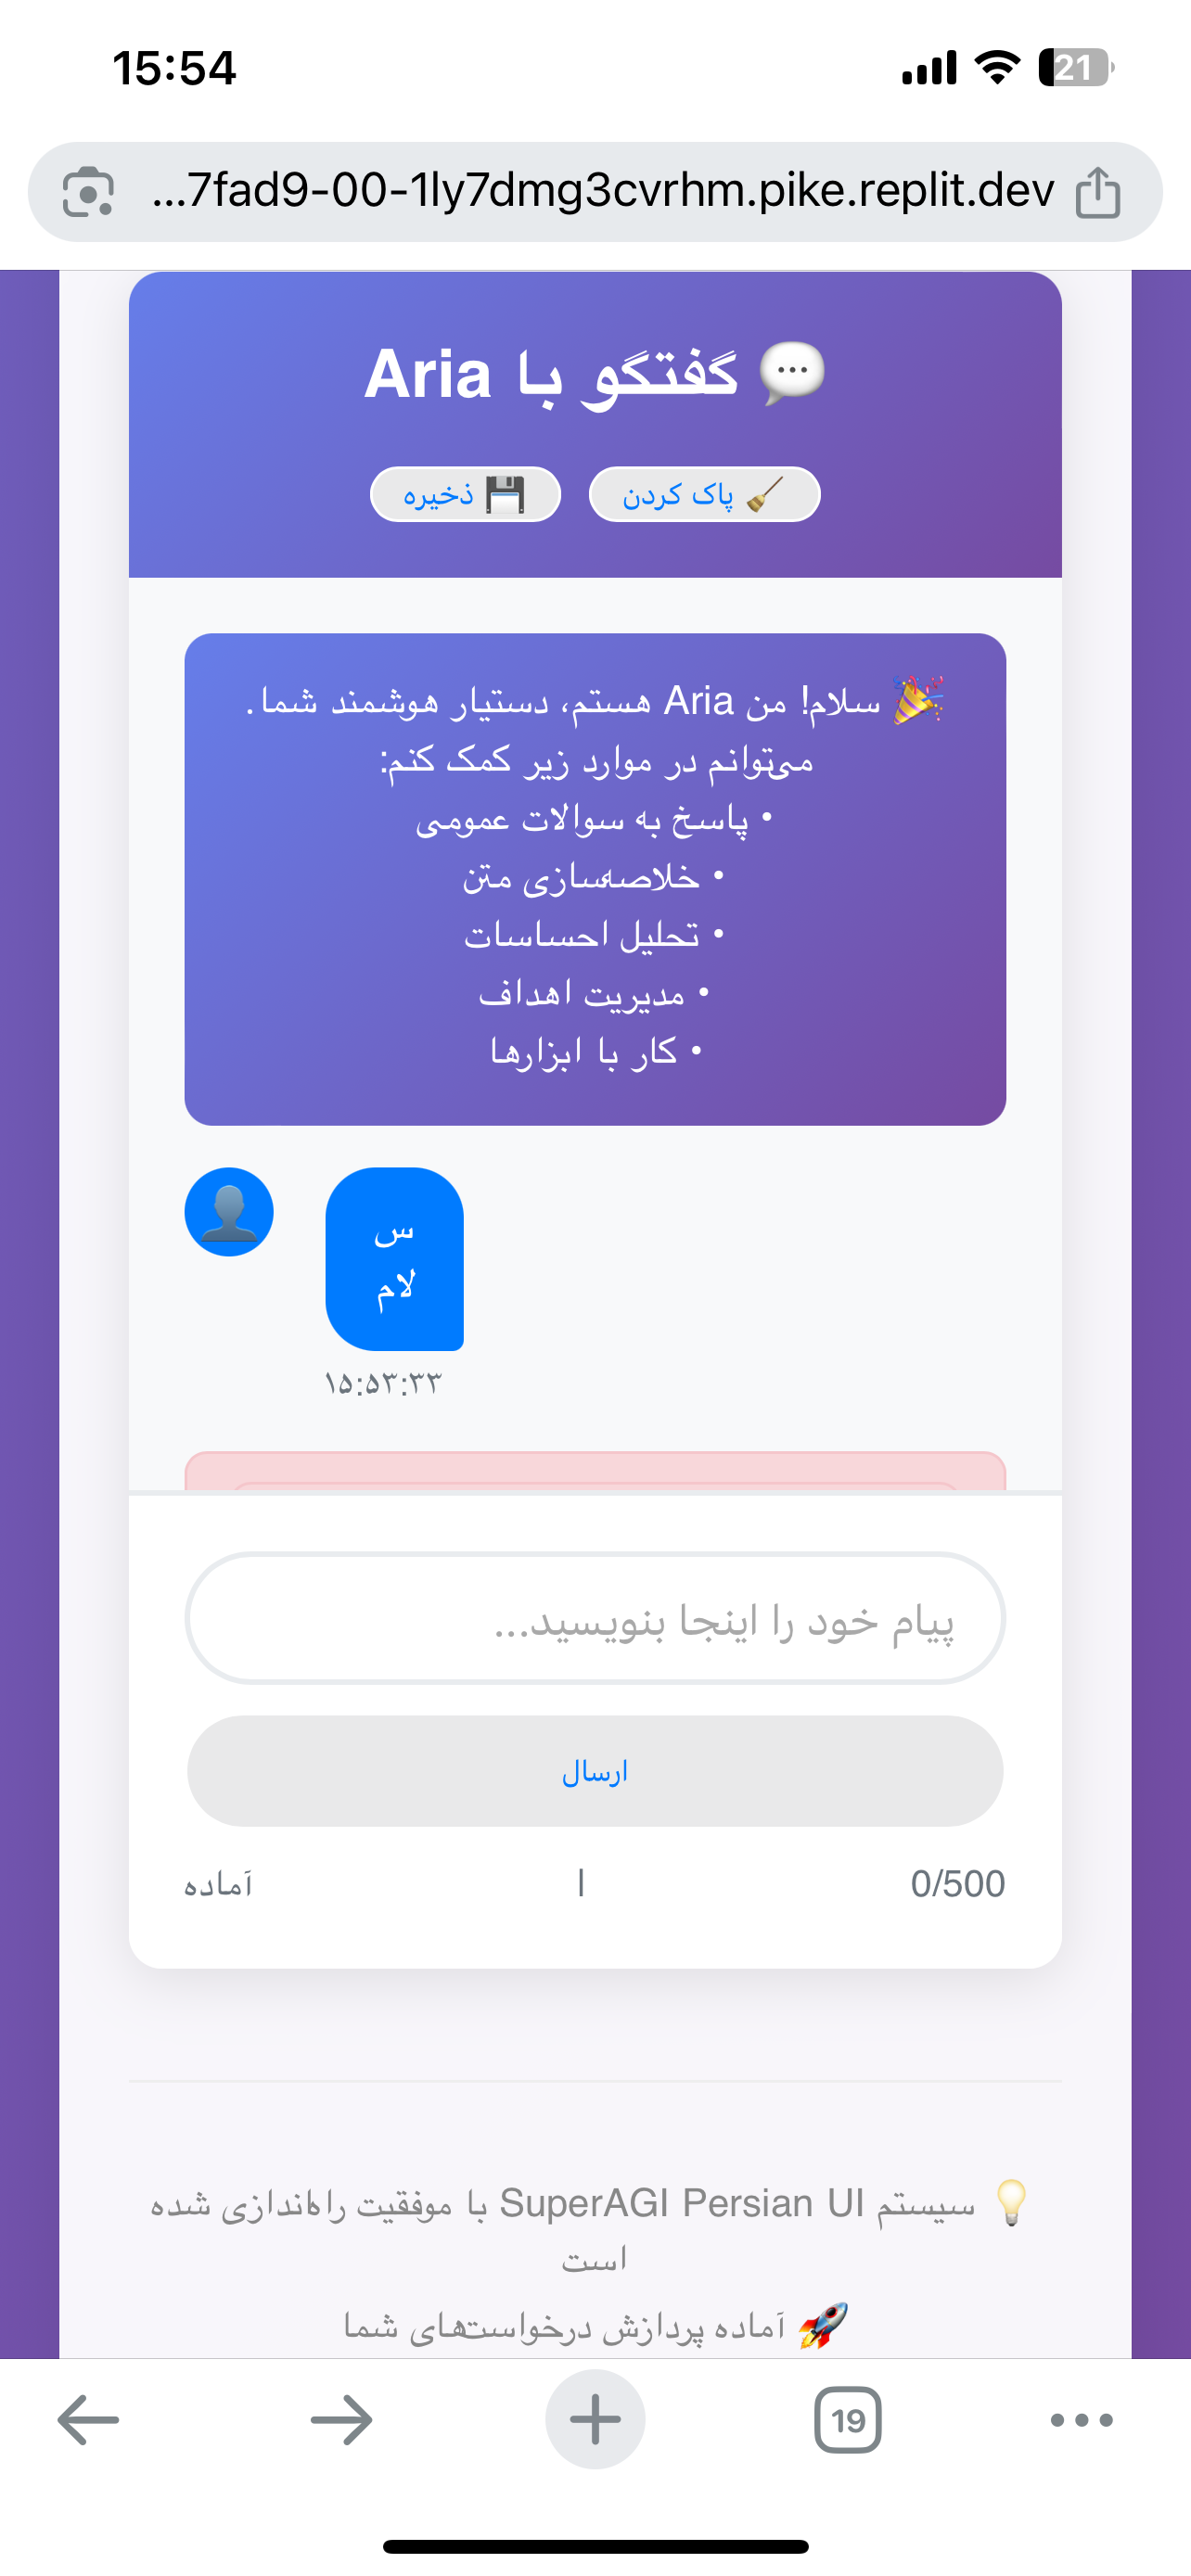 15:54
21
...7fad9-00-1ly7dmg3cvrhm.pike.replit.dev
💬 گفتگو با Aria
🧹 پاک کردن
💾 ذخیره
🎉 سلام! من Aria هستم، دستیار هوشمند شما.
می‌توانم در موارد زیر کمک کنم:
• پاسخ به سوالات عمومی
• خلاصه‌سازی متن
• تحلیل احساسات
• مدیریت اهداف
• کار با ابزارها
س
لام
۱۵:۵۳:۳۳
پیام خود را اینجا بنویسید...
ارسال
0/500 | آماده
💡 سیستم SuperAGI Persian UI با موفقیت راه‌اندازی شده
است
🚀 آماده پردازش درخواست‌های شما
19